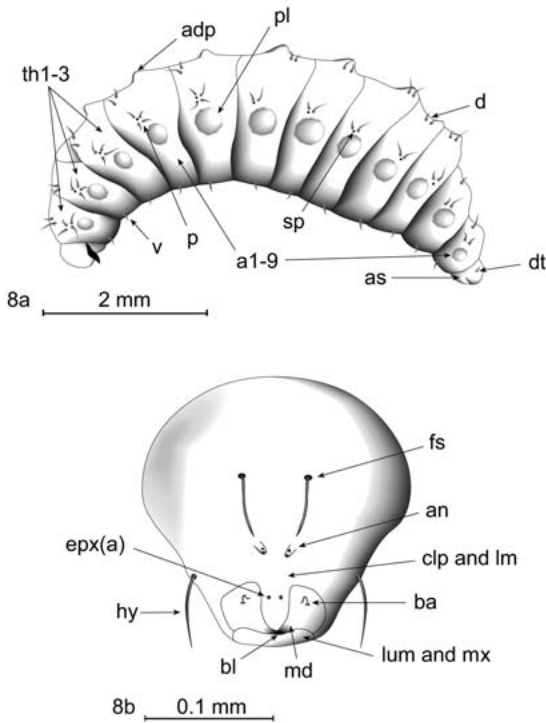 adp
pl
th1-3
d
v
p
sp
a1-9
as
dt
8a
2 mm
fs
an
epx(a)
clp and lm
hy
ba
bl
md
lum and mx
8b
0.1 mm